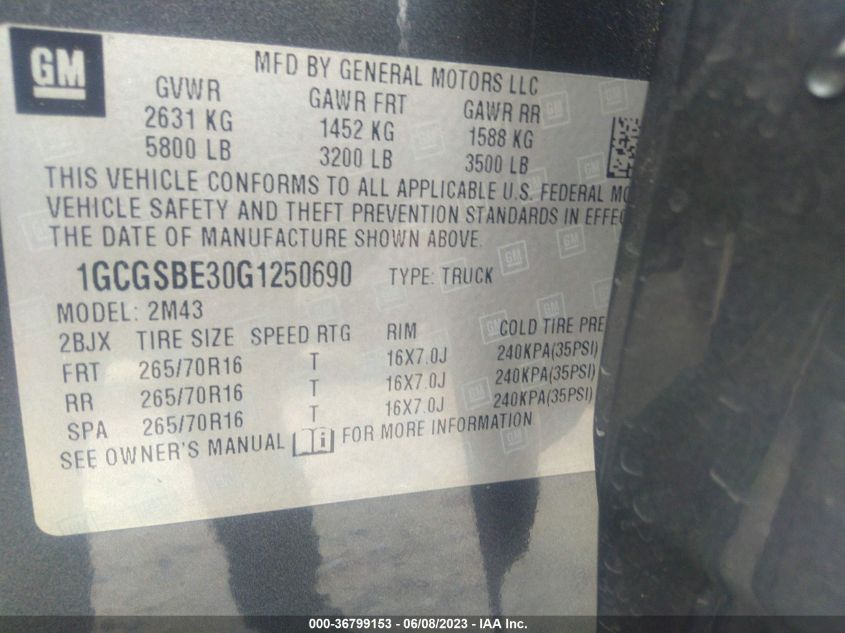 GM
MFD BY GENERAL MOTORS LLC
GVWR GAWR FRT GAWR RR
2631 KG 1452 KG 1588 KG
5800 LB 3200 LB 3500 LB
THIS VEHICLE CONFORMS TO ALL APPLICABLE U.S. FEDERAL
VEHICLE SAFETY AND THEFT PREVENTION STANDARDS IN
THE DATE OF MANUFACTURE SHOWN ABOVE.
1GCGSBE30G1250690 TYPE: TRUCK
MODEL: 2M43
2BJX TIRE SIZE SPEED RTG RIM COLD TIRE PRE
FRT 265/70R16 T 16X7.0J 240KPA(35PSI)
RR 265/70R16 T 16X7.0J 240KPA(35PSI)
SPA 265/70R16 T 16X7.0J 240KPA(35PSI)
SEE OWNER'S MANUAL i FOR MORE INFORMATION
000-36799153 - 06/08/2023 - IAA Inc.